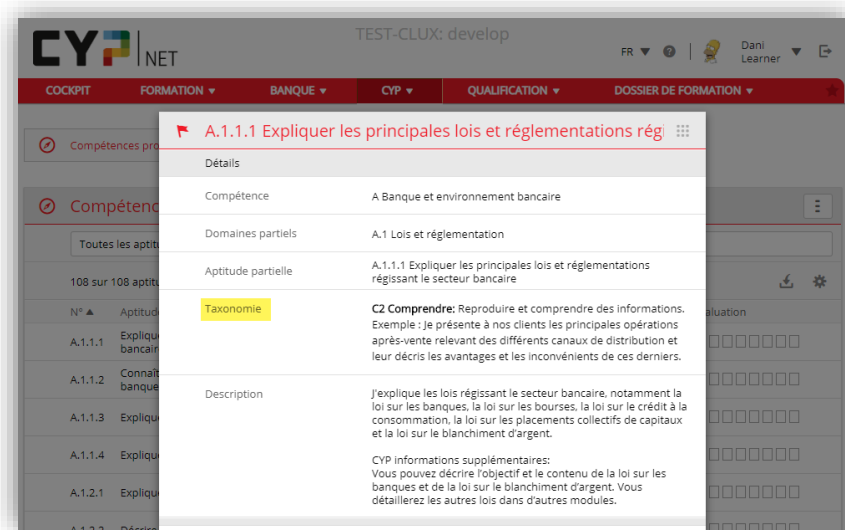 TEST-CLUX: develop
CYP NET
FR
Dani
Learner
COCKPIT FORMATION BANQUE CYP QUALIFICATION DOSSIER DE FORMATION
A.1.1.1 Expliquer les principales lois et réglementations
Compétences
Détails
Compétence A Banque et environnement bancaire
Domaines partiels A.1 Lois et réglementation
Toutes les
Aptitude partielle A.1.1.1 Expliquer les principales lois et réglementations
régissant le secteur bancaire
108 sur 108
N°
Taxonomie C2 Comprendre: Reproduire et comprendre des informations.
Exemple : Je présente à nos clients les principales opérations
après-vente relevant des différents canaux de distribution et
leur décris les avantages et les inconvénients de ces derniers.
A.1.1.1
A.1.1.2
Description J'explique les lois régissant le secteur bancaire, notamment la
loi sur les banques, la loi sur les bourses, la loi sur le crédit à la
consommation, la loi sur les placements collectifs de capitaux
et la loi sur le blanchiment d'argent.
A.1.1.3
A.1.1.4
CYP informations supplémentaires:
Vous pouvez décrire l'objectif et le contenu de la loi sur les
banques et de la loi sur le blanchiment d'argent. Vous
détaillerez les autres lois dans d'autres modules.
A.1.2.1